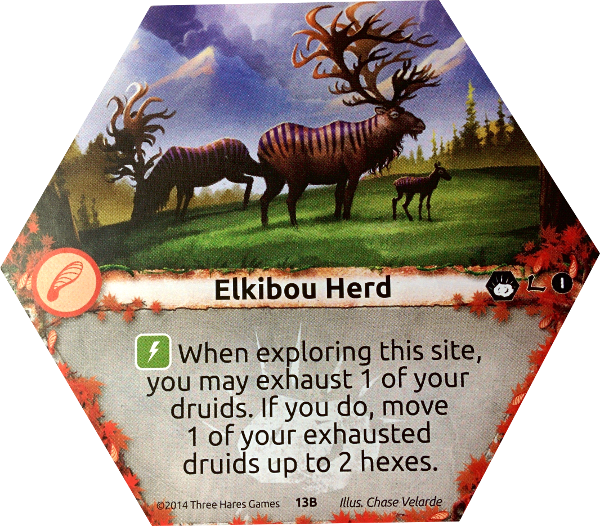 Elkibou Herd
1
When exploring this site,
you may exhaust 1 of your
druids. If you do, move
1 of your exhausted
druids up to 2 hexes.
©2014 Three Hares Games 13B Illus. Chase Velarde